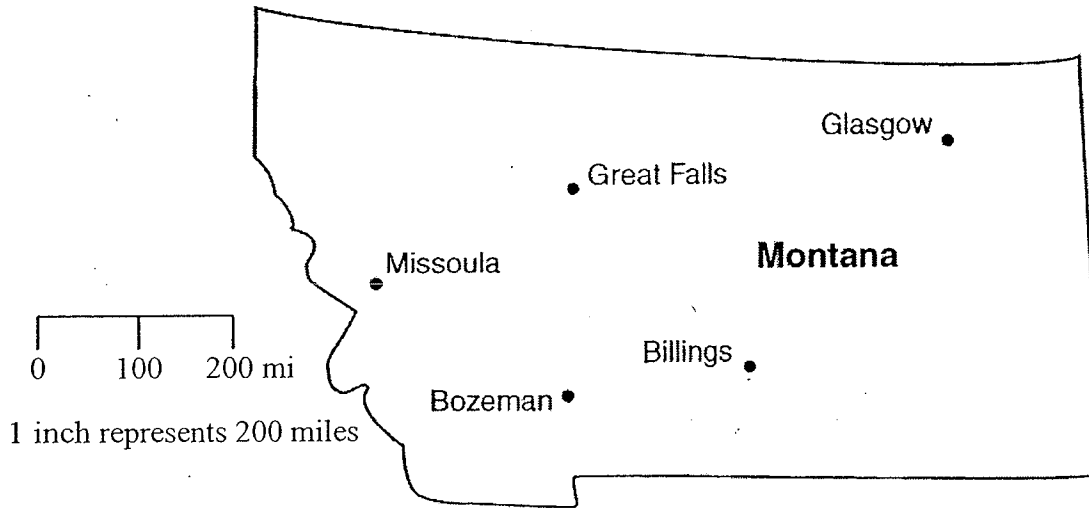 Glasgow
Great Falls
Montana
Missoula
Billings
0 100 200 mi
Bozeman
1 inch represents 200 miles